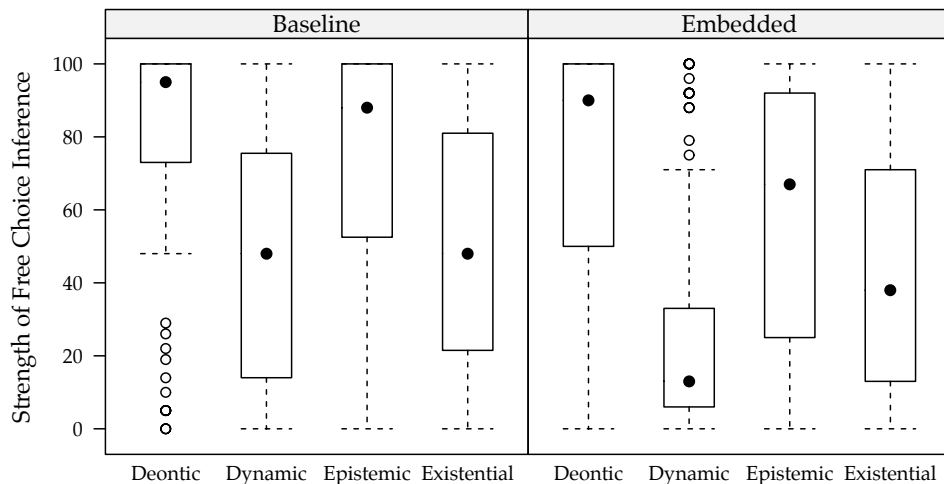 Baseline Embedded
Strength of Free Choice Inference
100
80
60
40
20
0
Deontic Dynamic Epistemic Existential Deontic Dynamic Epistemic Existential